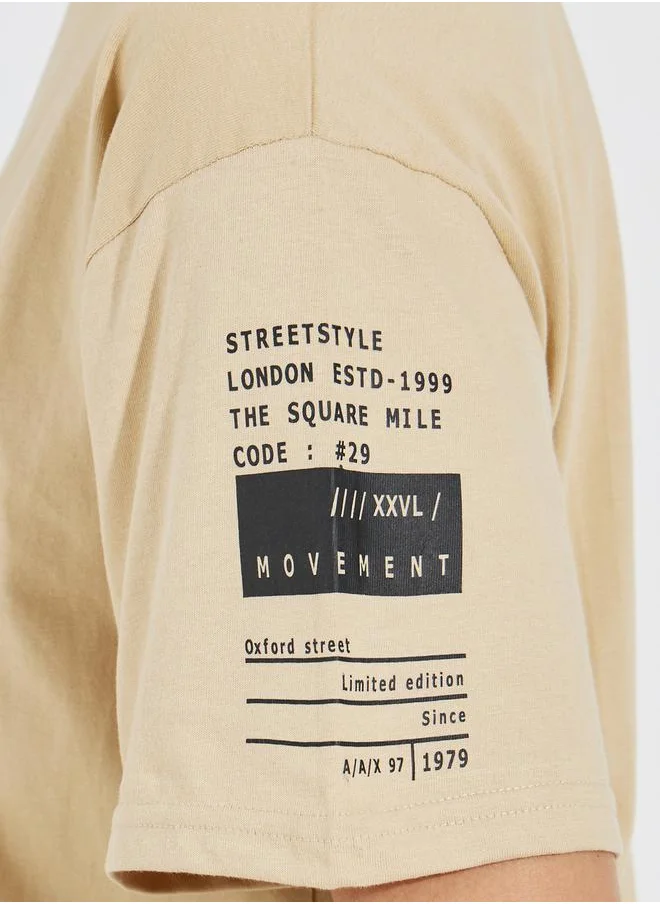 STREETSTYLE
LONDON ESTD-1999
THE SQUARE MILE
CODE : #29
//// XXVL /
MOVEMENT
Oxford street
Limited edition
Since
A/A/X 97 | 1979